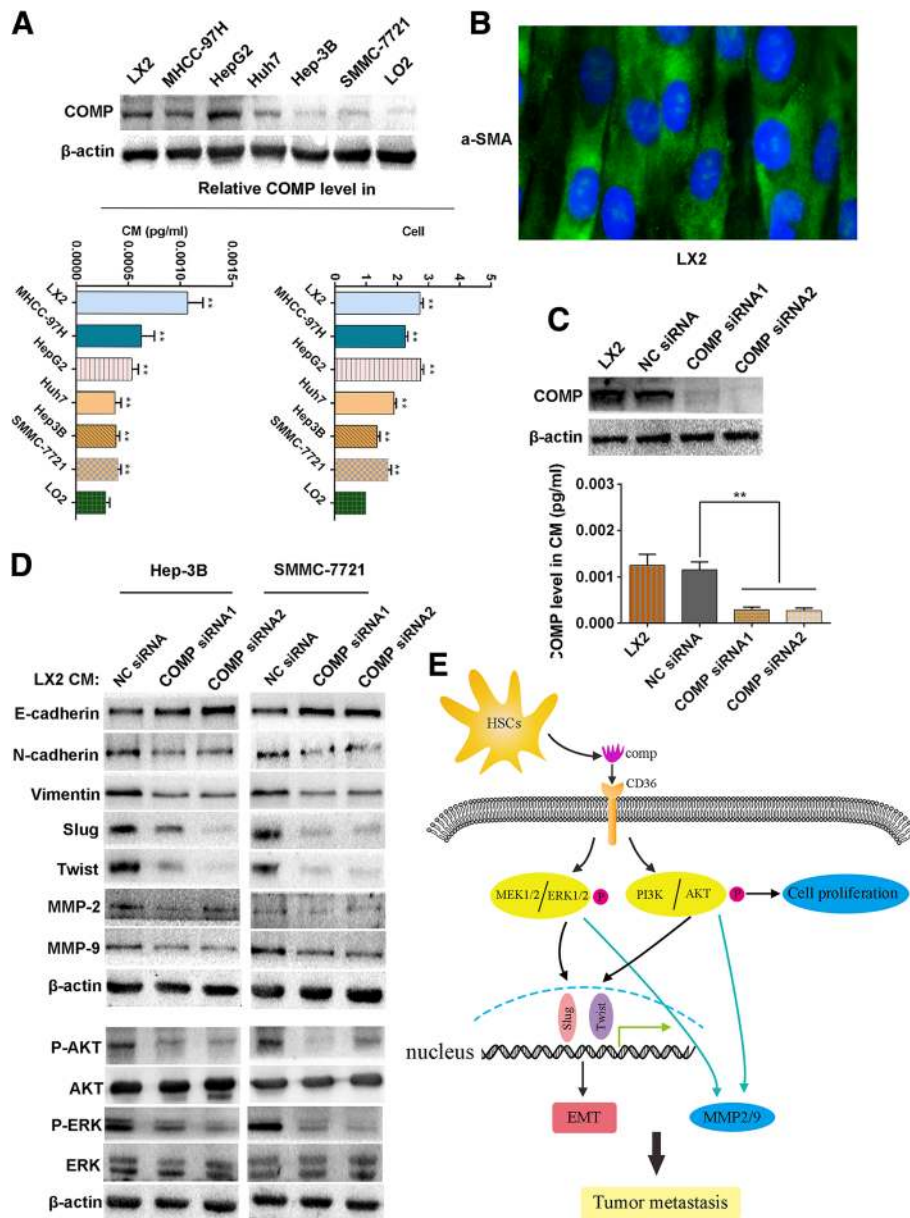 A
LX2
MHCC-97H
HepG2
Huh7
Hep-3B
SMMC-7721
LO2
COMP
β-actin
Relative COMP level in
CM (pg/ml)
0.0000
0.0005
0.0010
0.0015
LX2
MHCC-97H
HepG2
Huh7
Hep3B
SMMC-7721
LO2
**
**
**
**
**
**
Cell
0
1
2
3
4
5
LX2
MHCC-97H
HepG2
Huh7
Hep3B
SMMC-7721
LO2
**
**
**
**
**
**
B
a-SMA
LX2
C
LX2
NC siRNA
COMP siRNA1
COMP siRNA2
COMP
β-actin
COMP level in CM (pg/ml)
0.003
0.002
0.001
0.000
**
LX2
NC siRNA
COMP siRNA1
COMP siRNA2
D
Hep-3B
SMMC-7721
LX2 CM:
NC siRNA
COMP siRNA1
COMP siRNA2
NC siRNA
COMP siRNA1
COMP siRNA2
E-cadherin
N-cadherin
Vimentin
Slug
Twist
MMP-2
MMP-9
β-actin
P-AKT
AKT
P-ERK
ERK
β-actin
E
HSCs
comp
CD36
MEK1/2
ERK1/2
P
PI3K
AKT
P
Cell proliferation
Slug
Twist
nucleus
EMT
MMP2/9
Tumor metastasis